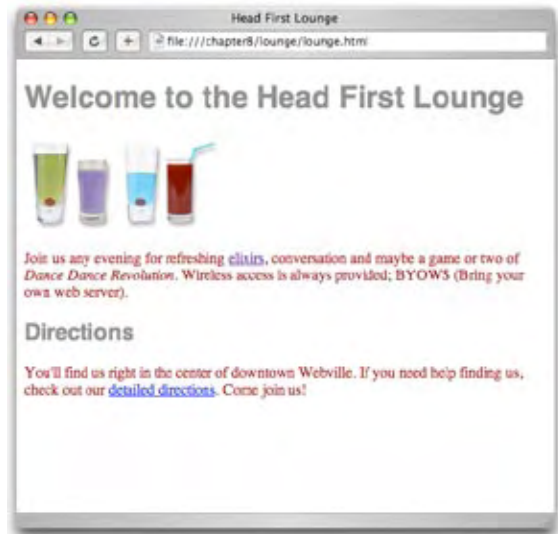 Head First Lounge
file:///chapter8/lounge/lounge.html
Welcome to the Head First Lounge
Join us any evening for refreshing elixirs, conversation and maybe a game or two of
Dance Dance Revolution. Wireless access is always provided; BYOWS (Bring your
own web server).
Directions
You'll find us right in the center of downtown Webville. If you need help finding us,
check out our detailed directions. Come join us!